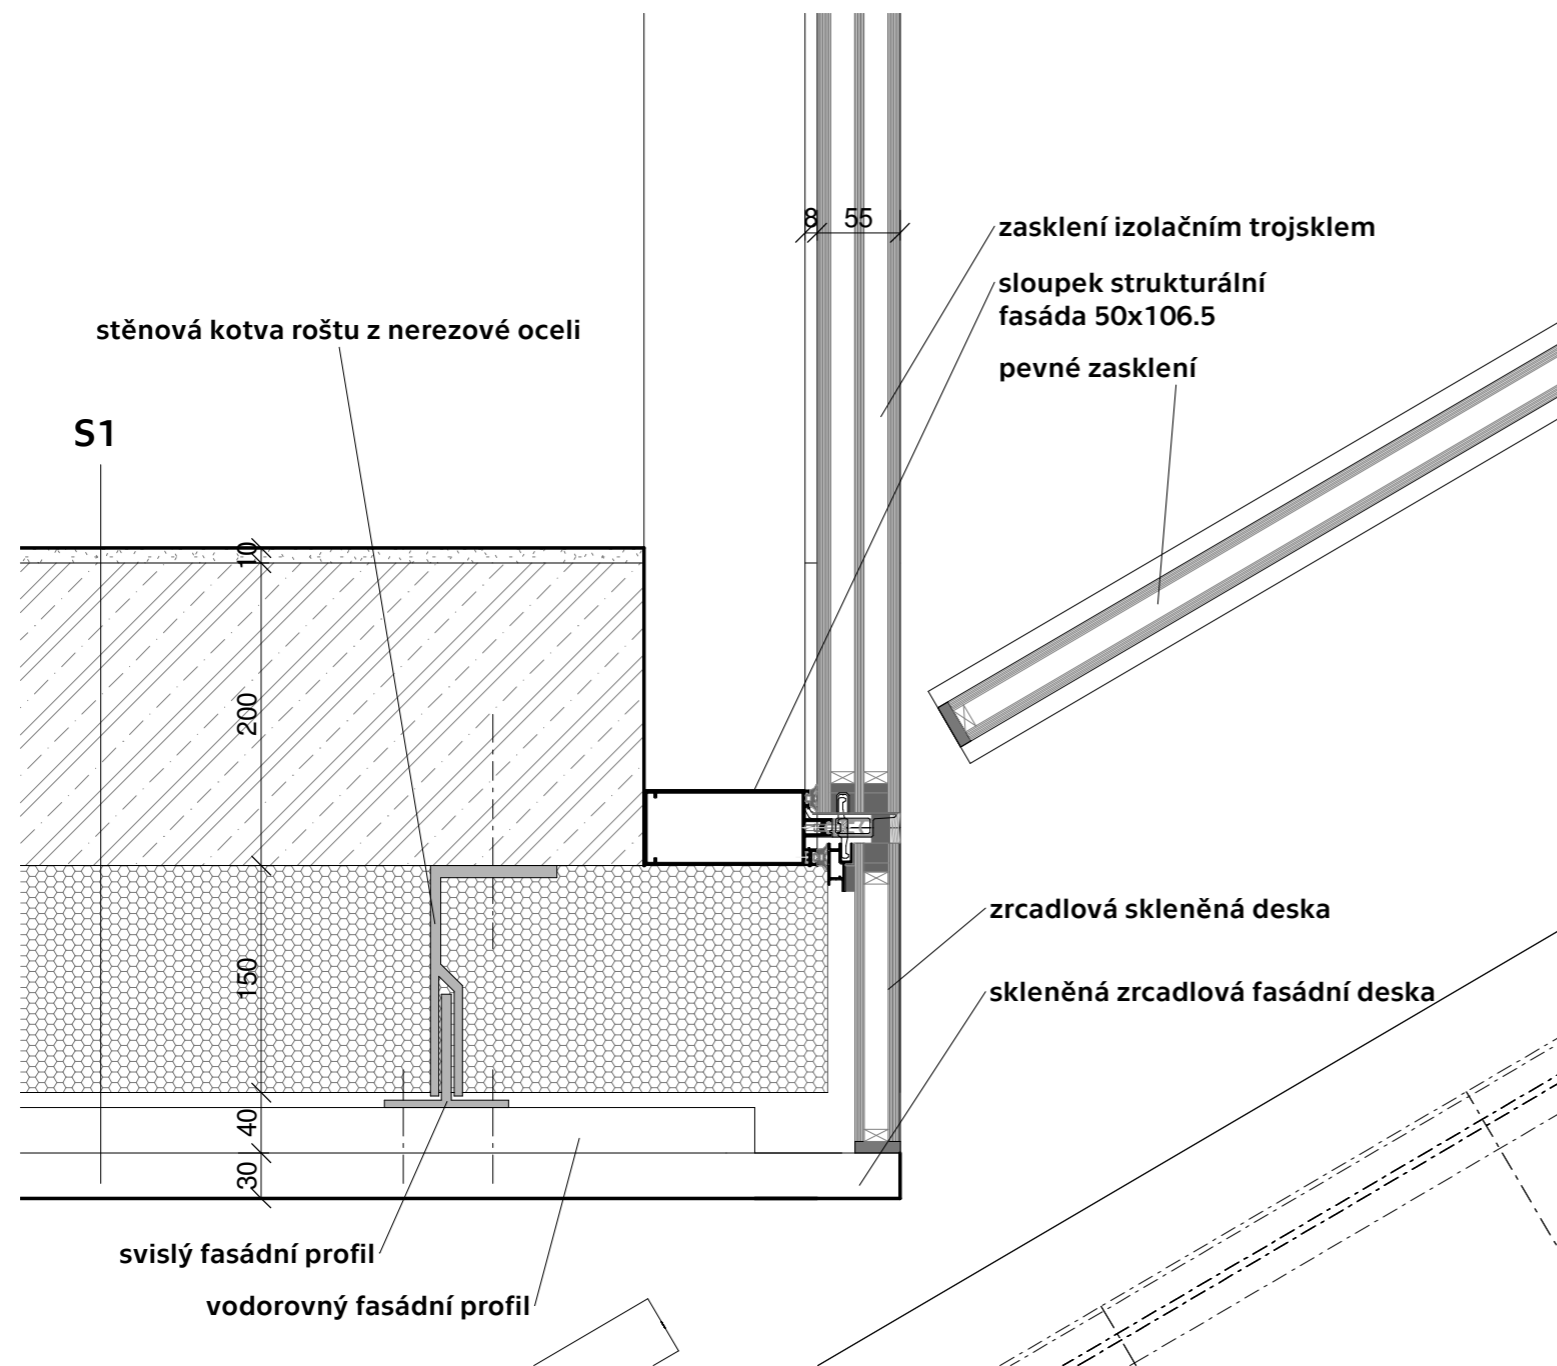 8 55
zasklení izolačním trojsklem
sloupek strukturální
fasáda 50x106.5
stěnová kotva roštu z nerezové oceli
pevné zasklení
S1
10
200
150
40
30
zrcadlová skleněná deska
skleněná zrcadlová fasádní deska
svislý fasádní profil
vodorovný fasádní profil